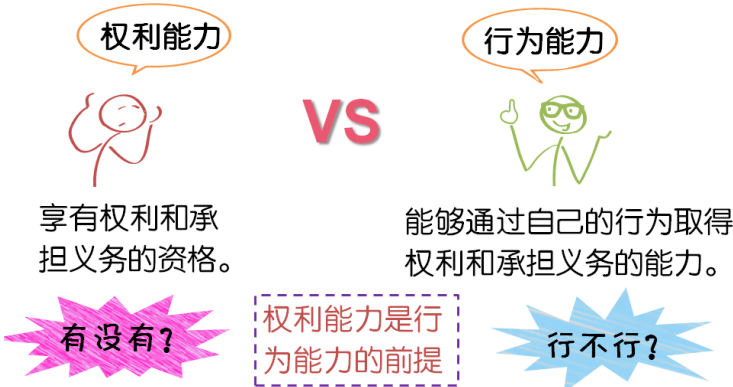 权利能力
行为能力
VS
享有权利和承
担义务的资格。
能够通过自己的行为取得
权利和承担义务的能力。
有没有?
权利能力是行
为能力的前提
行不行?